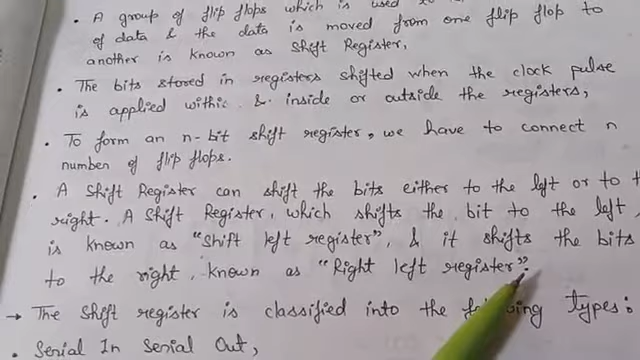 • A group of flip flops which is used to
of data & the data is moved from one flip flop to
another is known as Shift Register,
• The bits stored in registers shifted when the clock pulse
is applied within & inside or outside the registers,
• To form an n-bit shift register, we have to connect n
number of flip flops.
• A Shift Register can shift the bits either to the left or to
right. A Shift Register, which shifts the bit to the left
is known as "Shift left register", & it shifts the bits
to the right, known as "Right left register".
→ The Shift register is classified into the types:
• Serial In Serial Out,